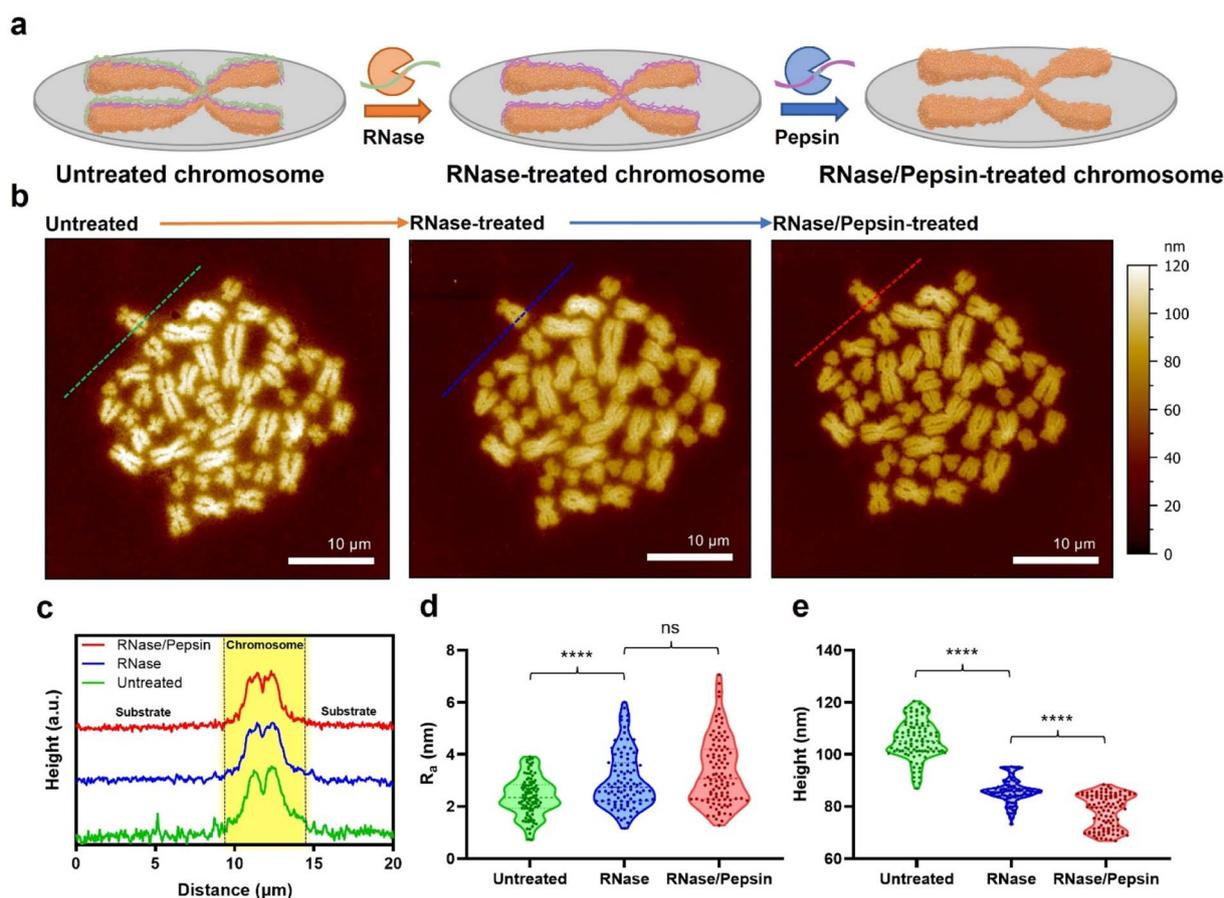 a
RNase
Pepsin
Untreated chromosome
RNase-treated chromosome
RNase/Pepsin-treated chromosome
b
Untreated
RNase-treated
RNase/Pepsin-treated
nm
120
100
80
60
40
20
0
10 µm
10 µm
10 µm
c
RNase/Pepsin
RNase
Untreated
Chromosome
Substrate
Substrate
Height (a.u.)
0
5
10
15
20
Distance (µm)
d
ns
****
8
6
4
2
0
Ra (nm)
Untreated
RNase
RNase/Pepsin
e
****
****
140
120
100
80
60
Height (nm)
Untreated
RNase
RNase/Pepsin